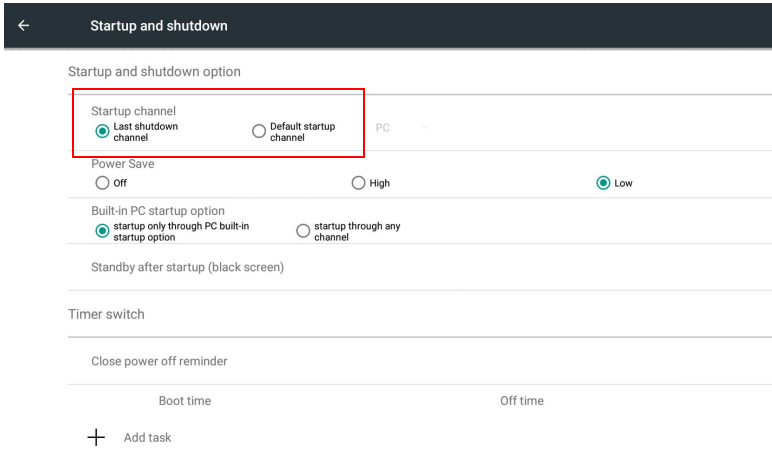 Startup and shutdown
Startup and shutdown option
Startup channel
Last shutdown
channel
Default startup
channel
PC
Power Save
Off
High
Low
Built-in PC startup option
startup only through PC built-in
startup option
startup through any
channel
Standby after startup (black screen)
Timer switch
Close power off reminder
Boot time
Off time
Add task